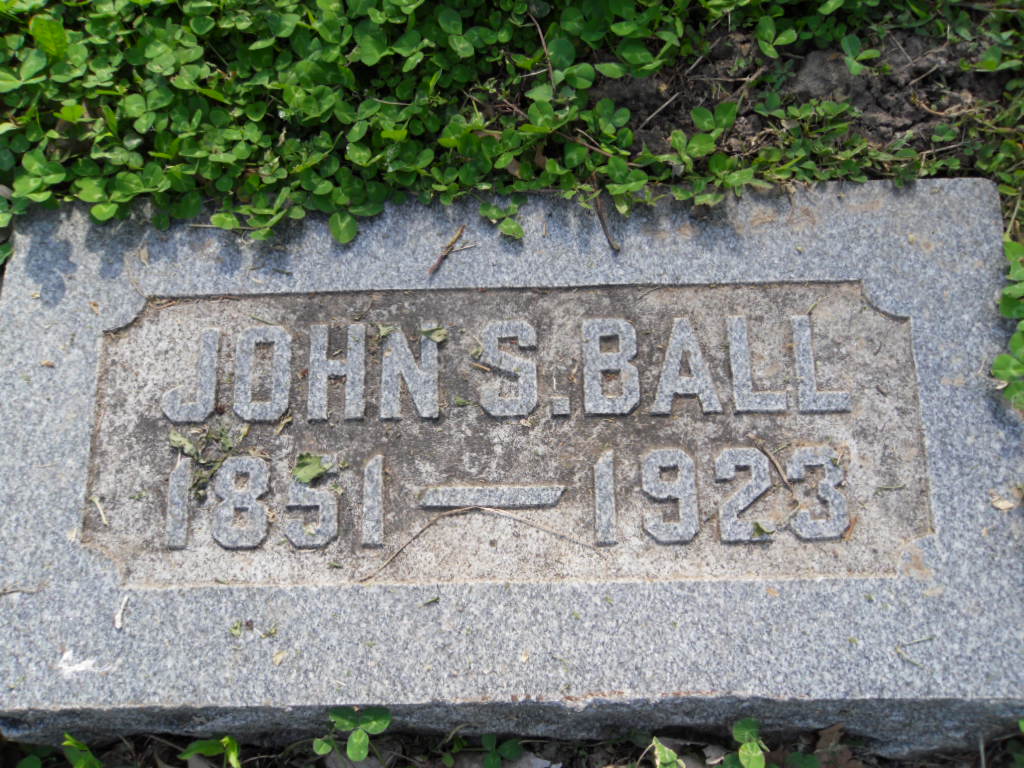 JOHN S. BALL
1851 — 1923